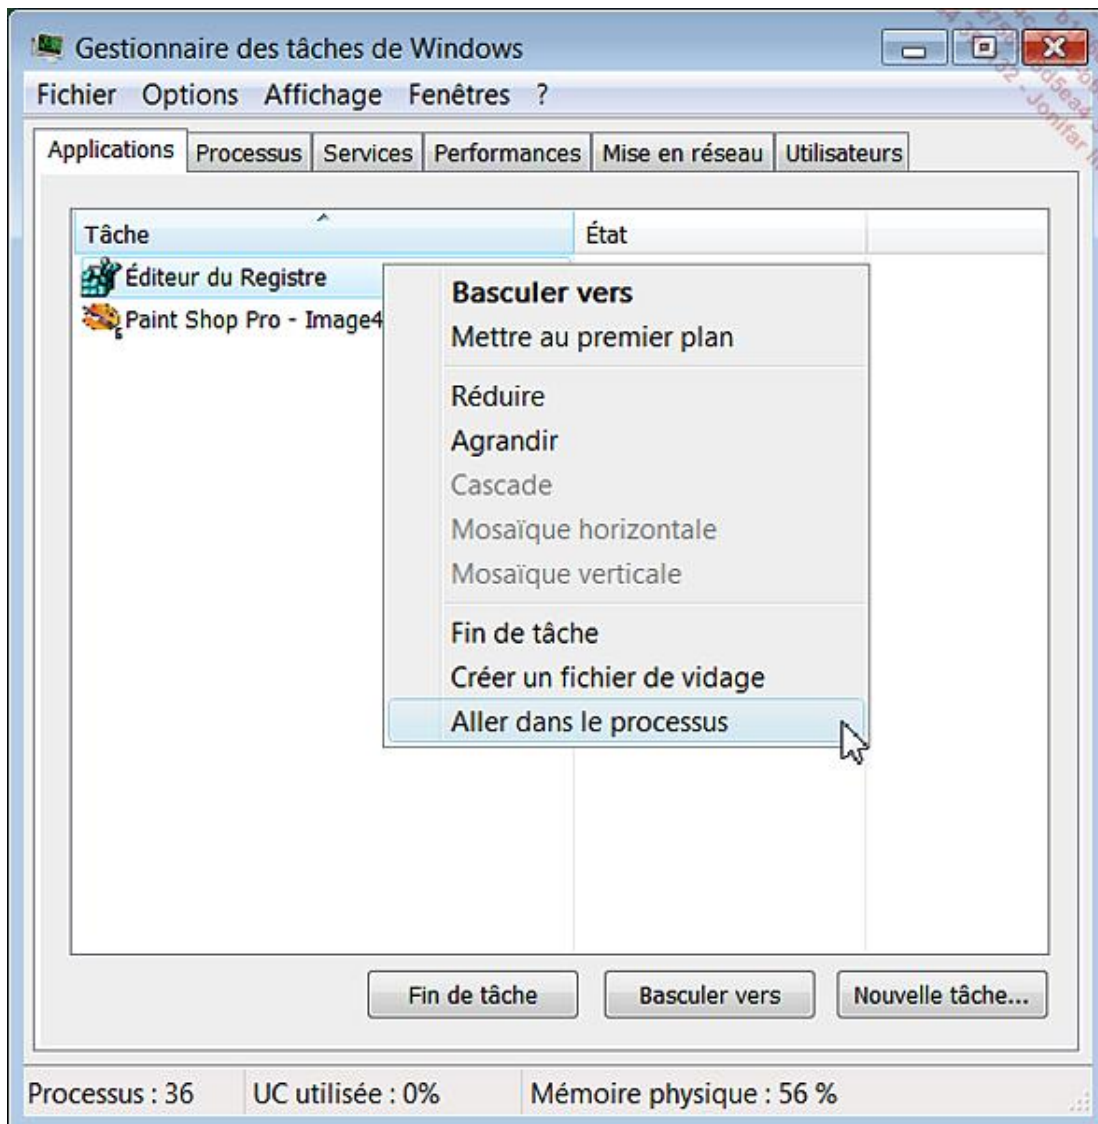 Gestionnaire des tâches de Windows
Fichier Options Affichage Fenêtres ?
Applications Processus Services Performances Mise en réseau Utilisateurs
Tâche État
Éditeur du Registre
Paint Shop Pro - Image4
Basculer vers
Mettre au premier plan
Réduire
Agrandir
Cascade
Mosaïque horizontale
Mosaïque verticale
Fin de tâche
Créer un fichier de vidage
Aller dans le processus
Fin de tâche Basculer vers Nouvelle tâche...
Processus : 36 UC utilisée : 0% Mémoire physique : 56 %